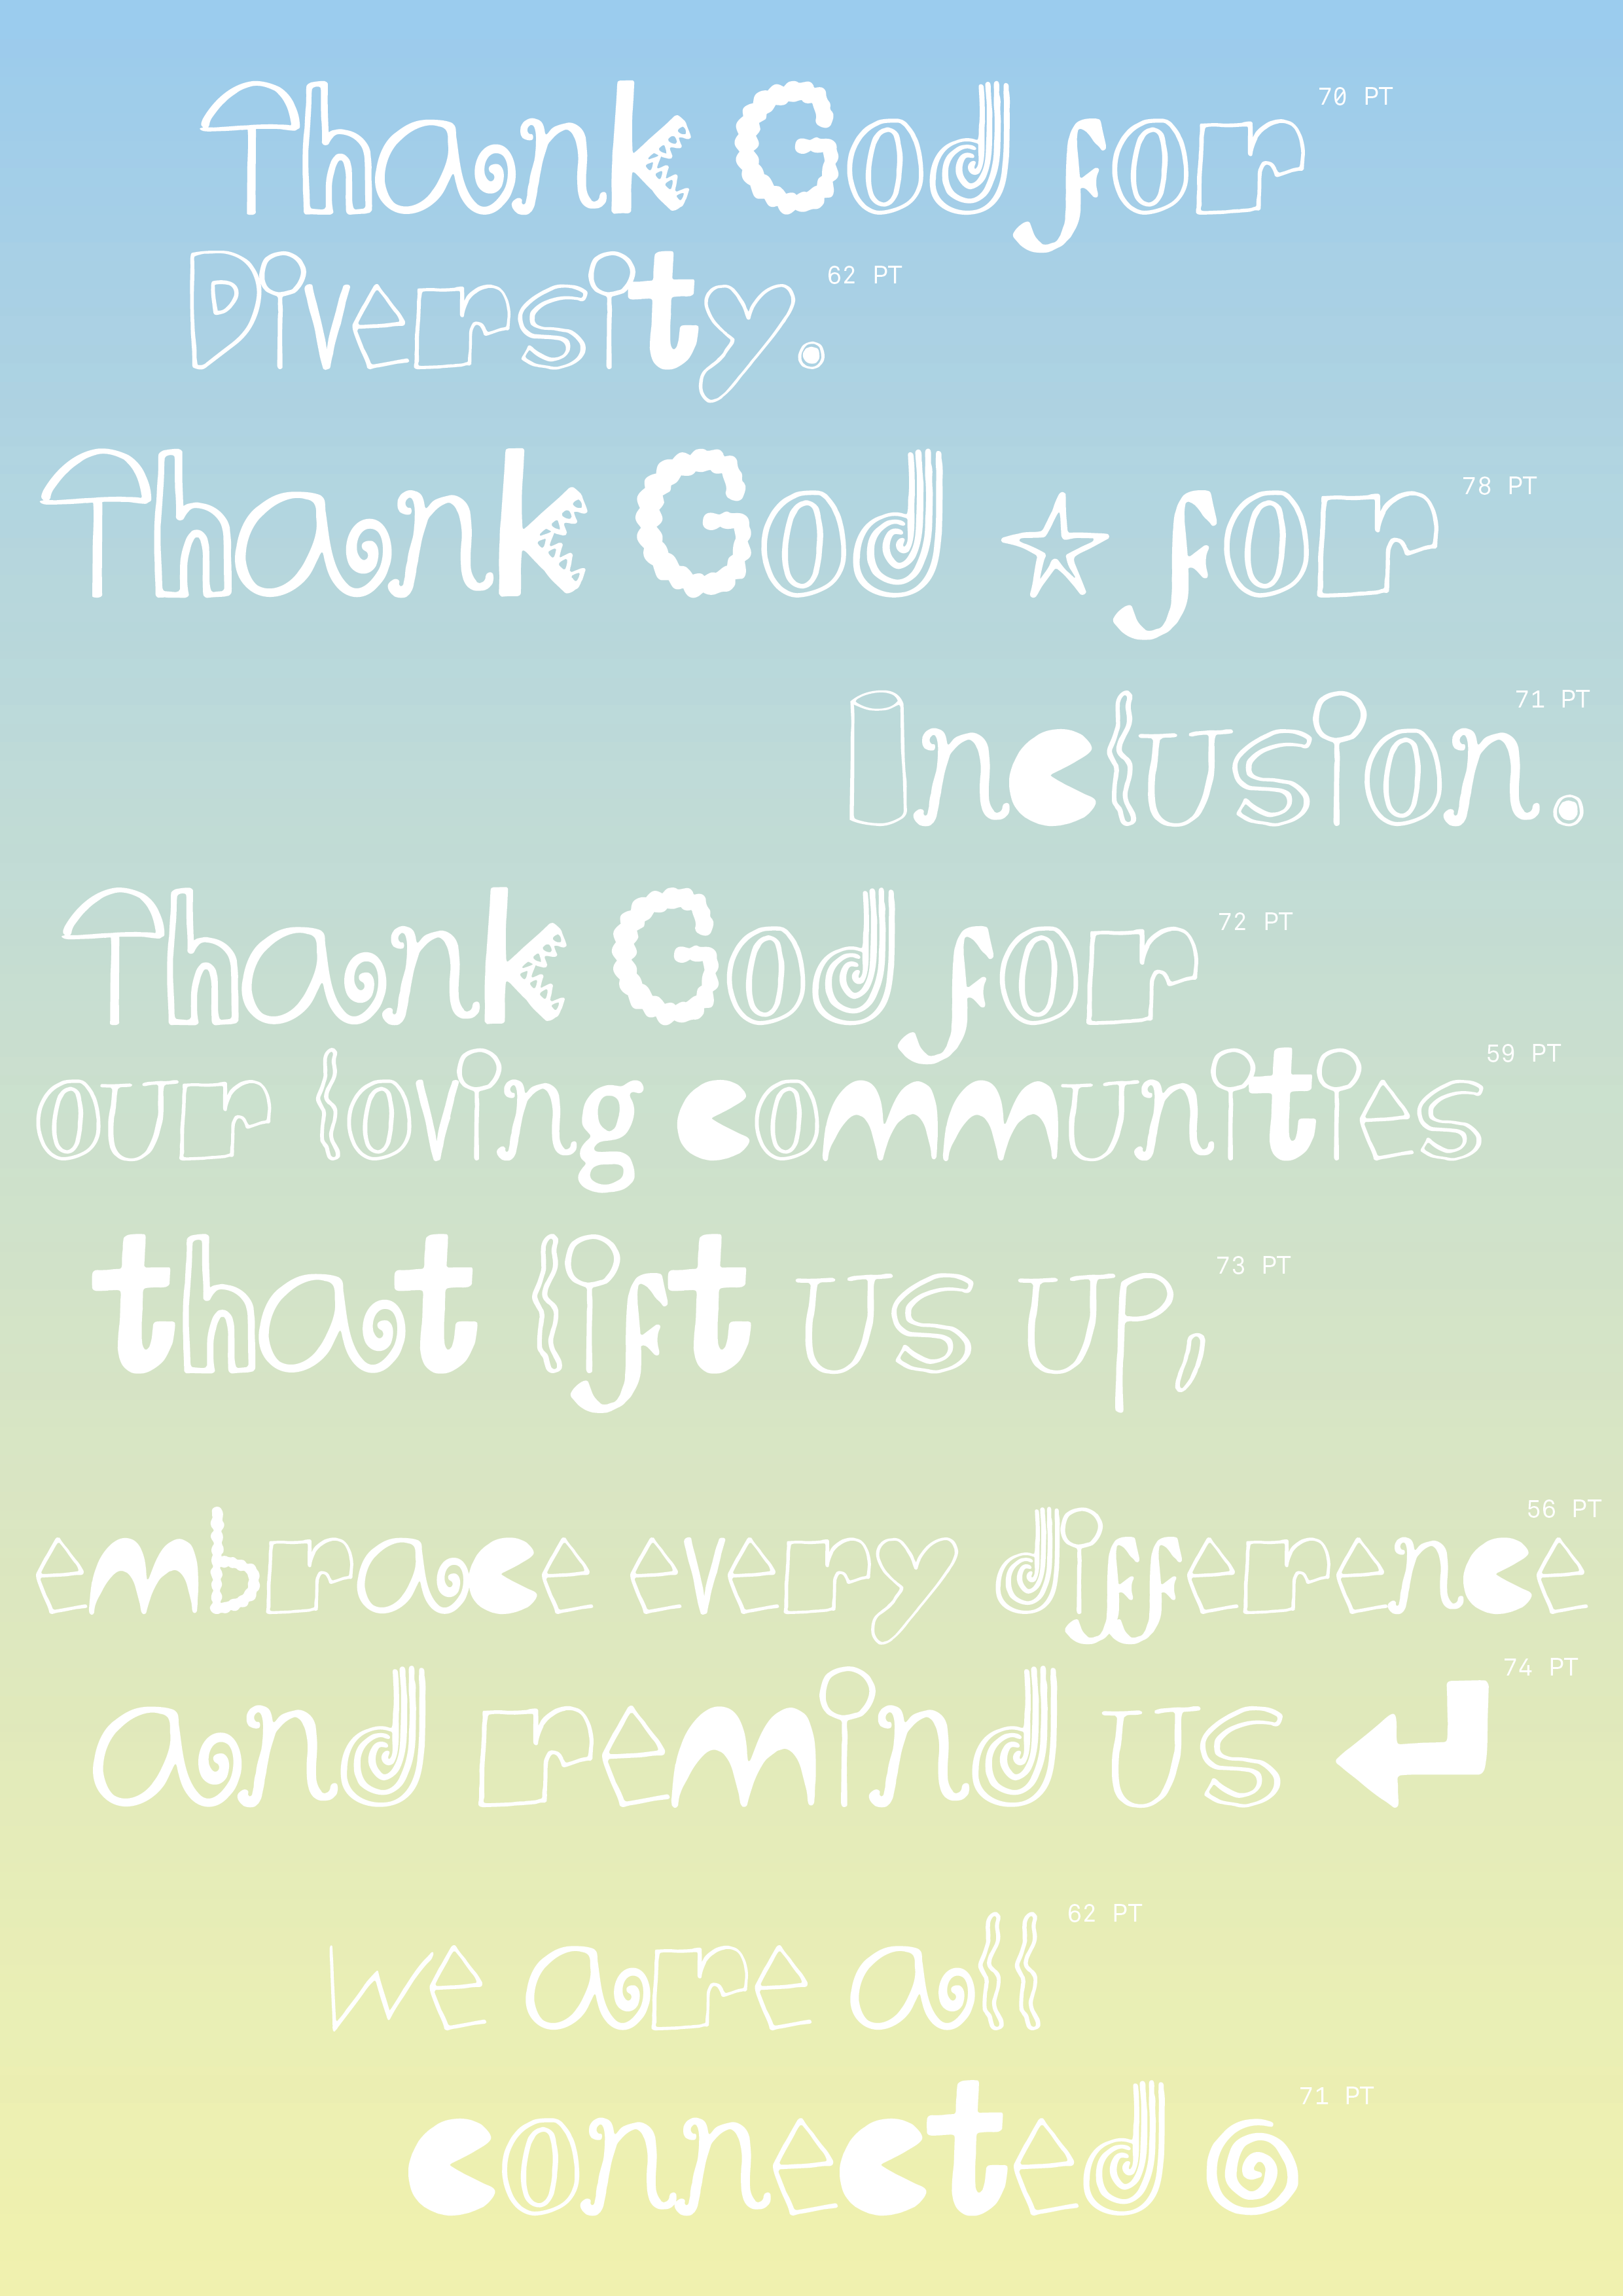 Thank God for 70 PT
Diversity. 62 PT
Thank God ☆ for 78 PT
Inclusion. 71 PT
Thank God for 72 PT
our loving communities 59 PT
that lift us up, 73 PT
embrace every difference 56 PT
and remind us ↵ 74 PT
we are all 62 PT
connected 71 PT